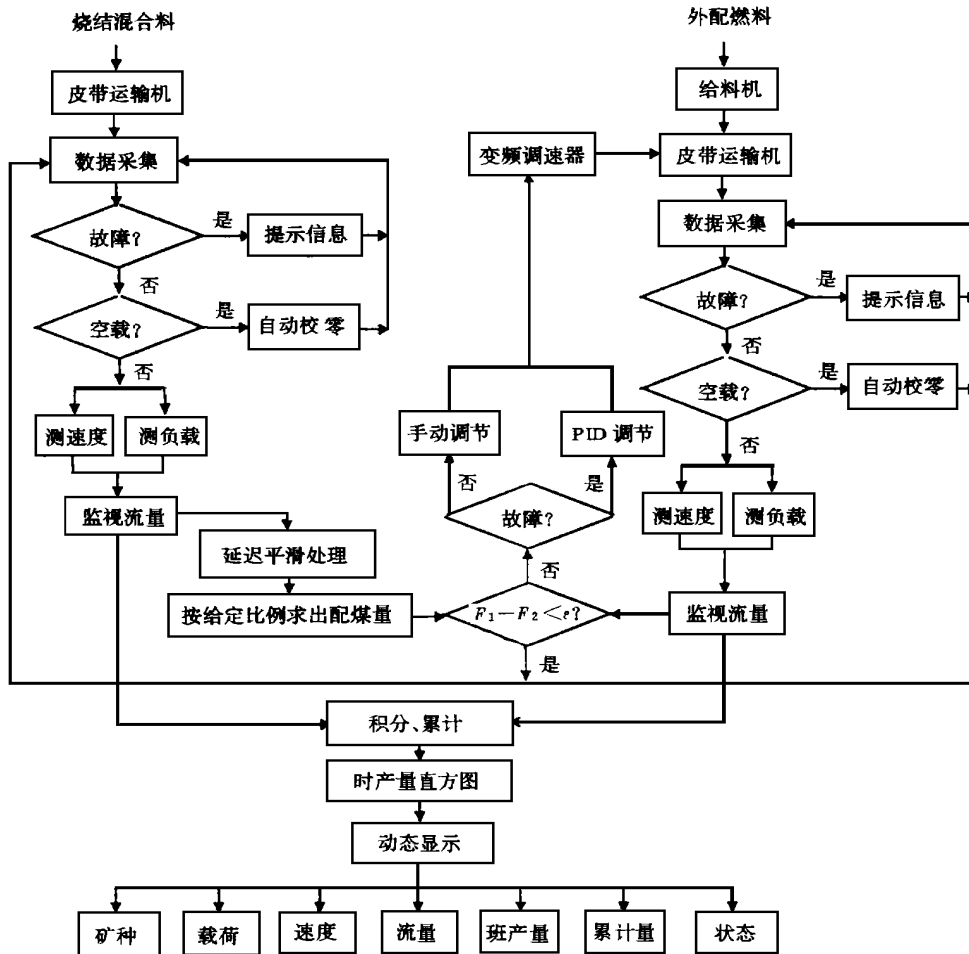 烧结混合料
外配燃料
皮带运输机
给料机
数据采集
变频调速器
皮带运输机
故障?
是
提示信息
数据采集
否
空载?
是
自动校零
故障?
是
提示信息
否
空载?
是
自动校零
否
测速度
测负载
手动调节
PID 调节
否
监视流量
否
故障?
是
测速度
测负载
延迟平滑处理
否
按给定比例求出配煤量
F₁－F₂＜e?
监视流量
是
积分、累计
时产量直方图
动态显示
矿种
载荷
速度
流量
班产量
累计量
状态